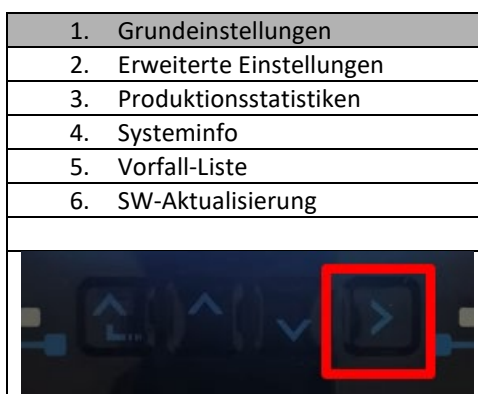 1. Grundeinstellungen
2. Erweiterte Einstellungen
3. Produktionsstatistiken
4. Systeminfo
5. Vorfall-Liste
6. SW-Aktualisierung